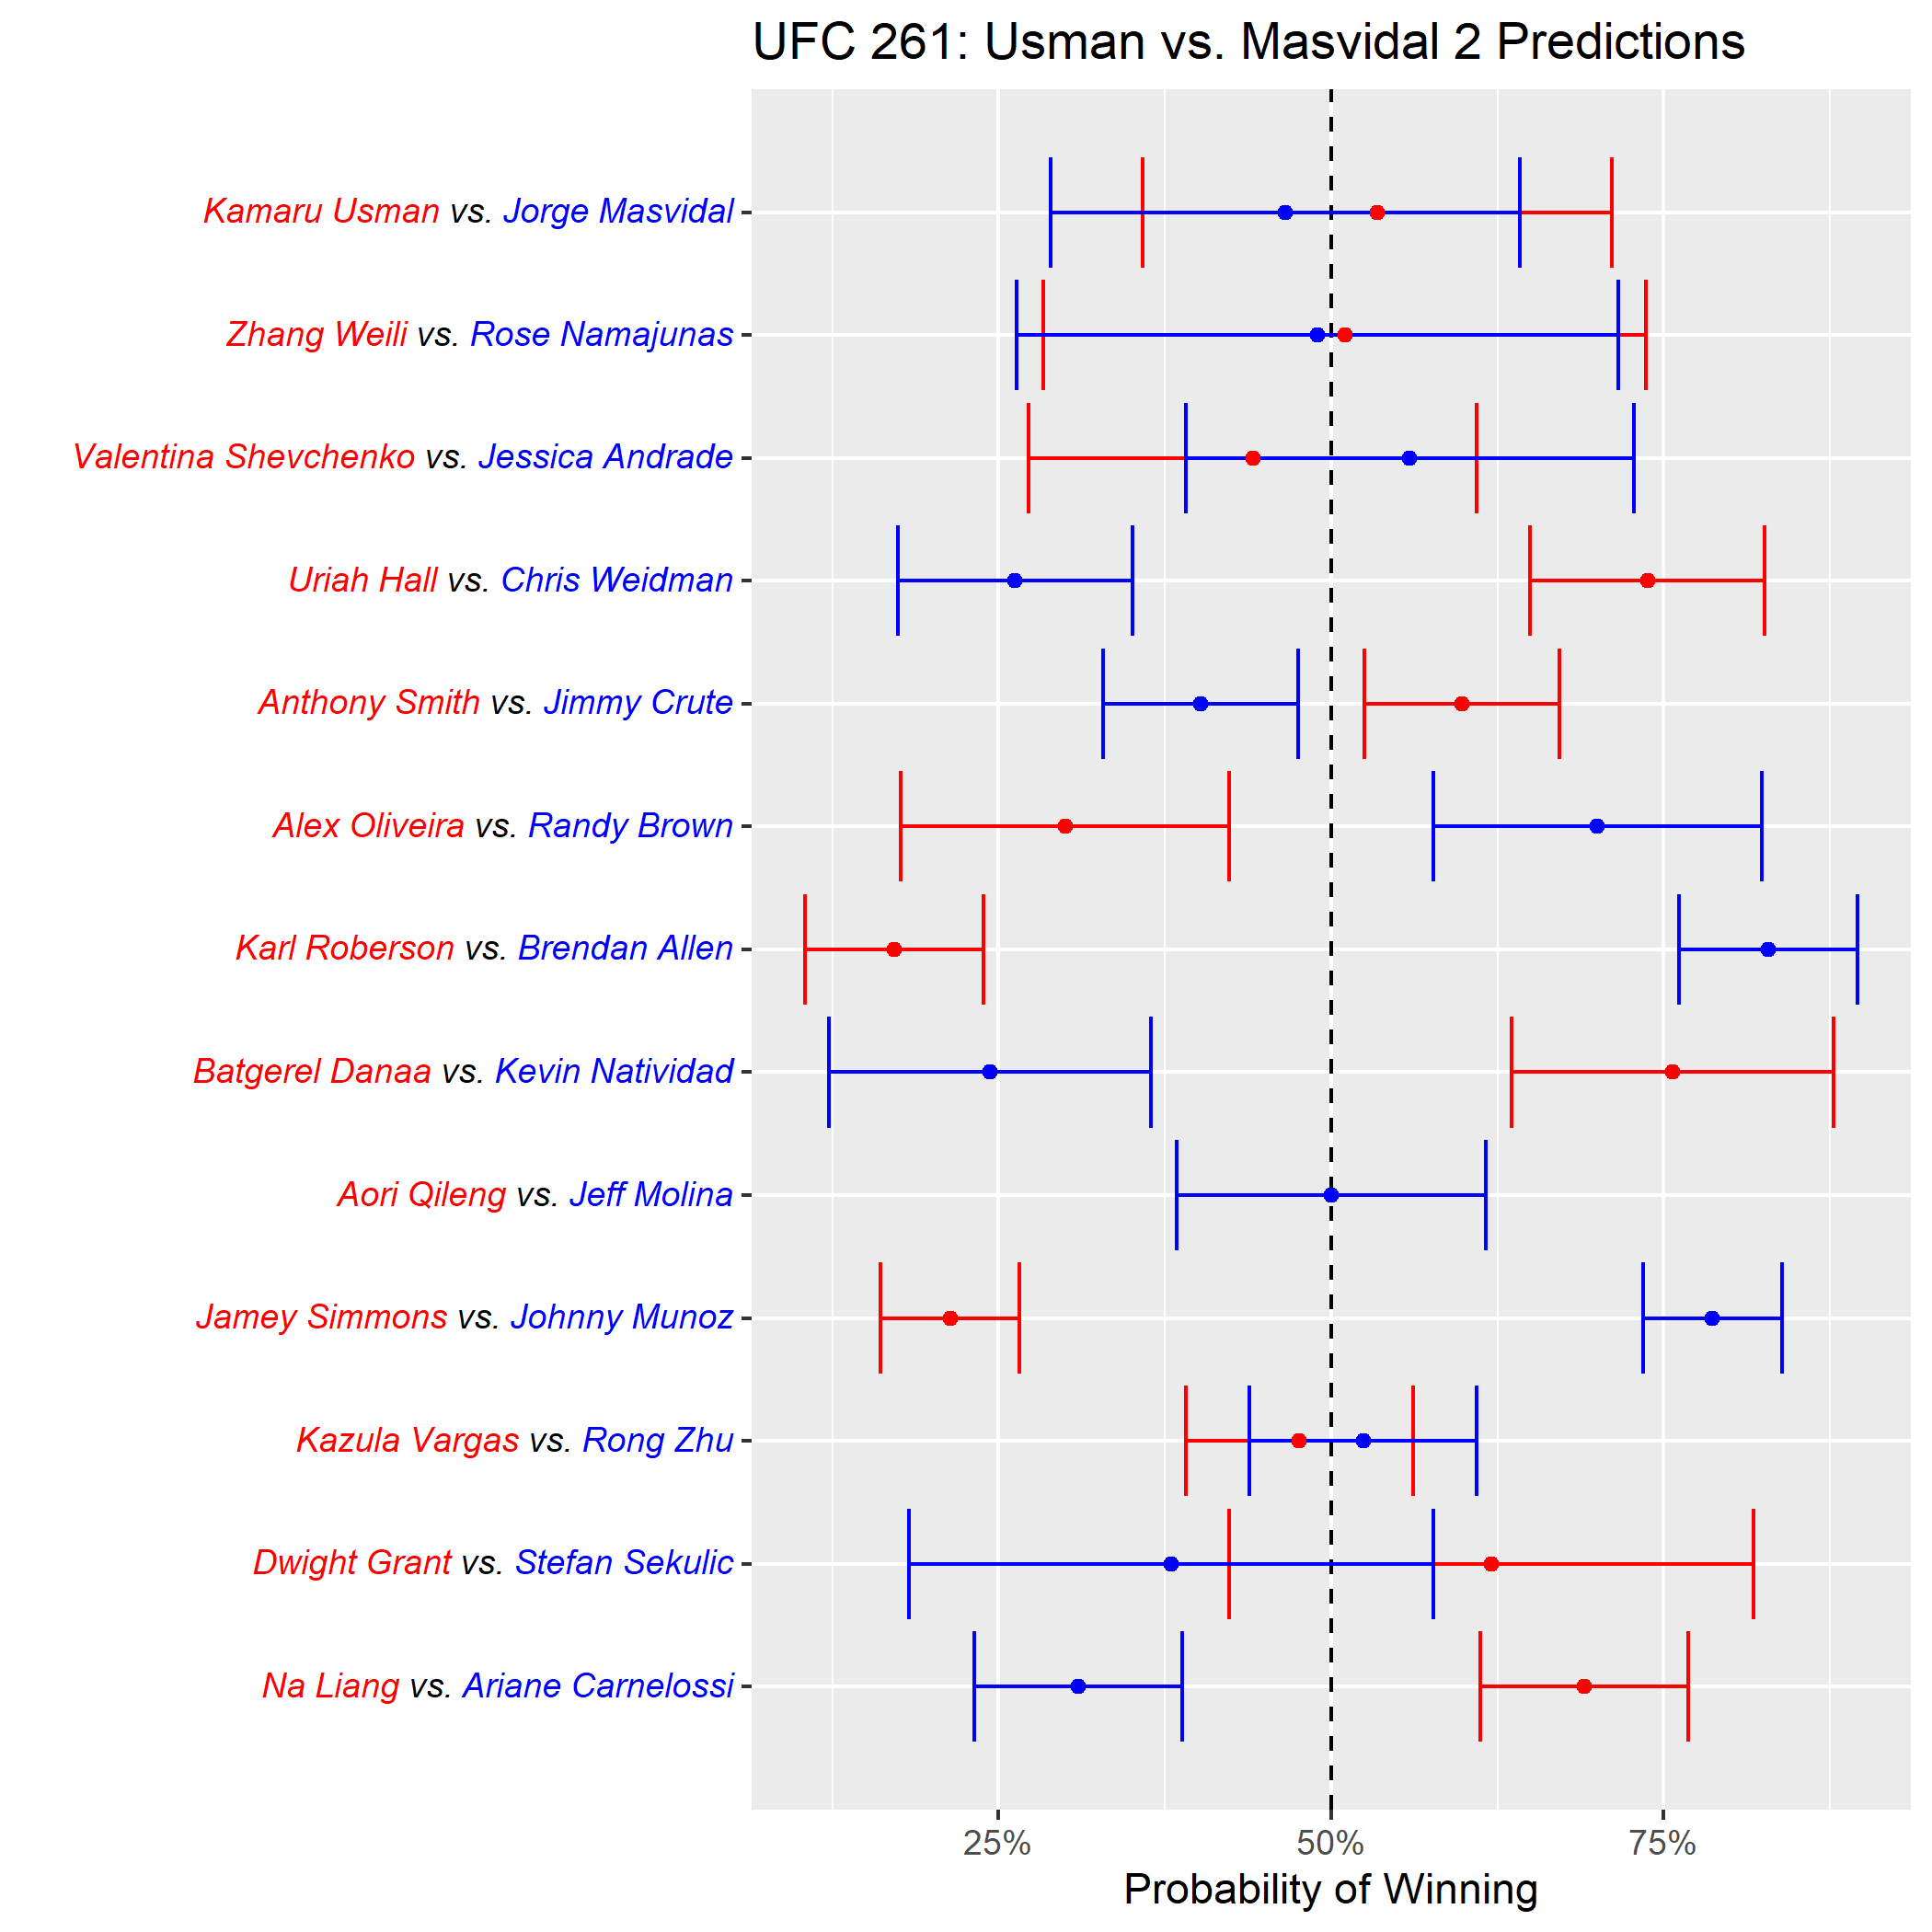 UFC 261: Usman vs. Masvidal 2 Predictions
Kamaru Usman vs. Jorge Masvidal
Zhang Weili vs. Rose Namajunas
Valentina Shevchenko vs. Jessica Andrade
Uriah Hall vs. Chris Weidman
Anthony Smith vs. Jimmy Crute
Alex Oliveira vs. Randy Brown
Karl Roberson vs. Brendan Allen
Batgerel Danaa vs. Kevin Natividad
Aori Qileng vs. Jeff Molina
Jamey Simmons vs. Johnny Munoz
Kazula Vargas vs. Rong Zhu
Dwight Grant vs. Stefan Sekulic
Na Liang vs. Ariane Carnelossi
25% 50% 75%
Probability of Winning